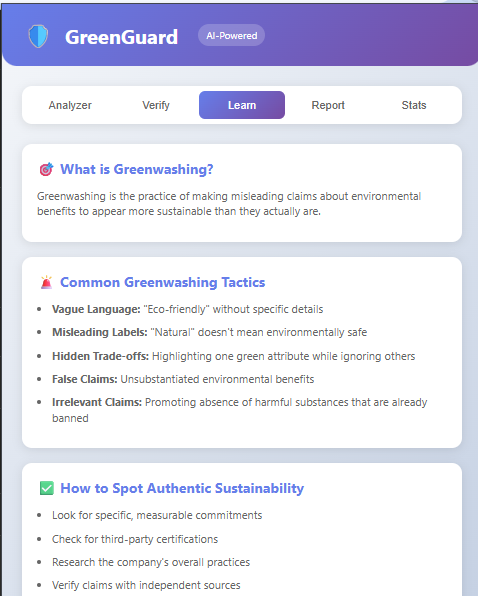 GreenGuard
AI-Powered
Analyzer
Verify
Learn
Report
Stats
What is Greenwashing?
Greenwashing is the practice of making misleading claims about environmental
benefits to appear more sustainable than they actually are.
Common Greenwashing Tactics
• Vague Language: "Eco-friendly" without specific details
• Misleading Labels: "Natural" doesn't mean environmentally safe
• Hidden Trade-offs: Highlighting one green attribute while ignoring others
• False Claims: Unsubstantiated environmental benefits
• Irrelevant Claims: Promoting absence of harmful substances that are already
banned
How to Spot Authentic Sustainability
• Look for specific, measurable commitments
• Check for third-party certifications
• Research the company's overall practices
• Verify claims with independent sources